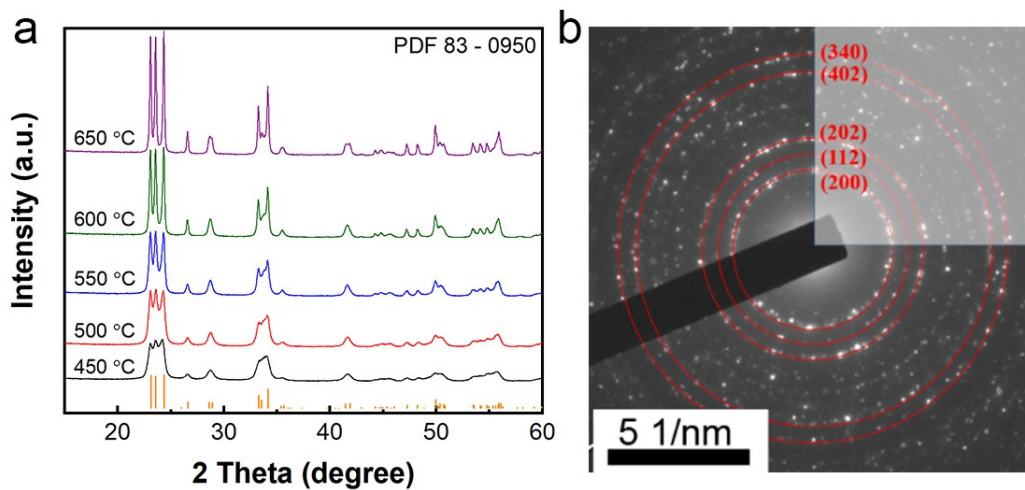 a
PDF 83 - 0950
650 °C
600 °C
550 °C
500 °C
450 °C
Intensity (a.u.)
20
30
40
50
60
2 Theta (degree)
b
(340)
(402)
(202)
(112)
(200)
5 1/nm